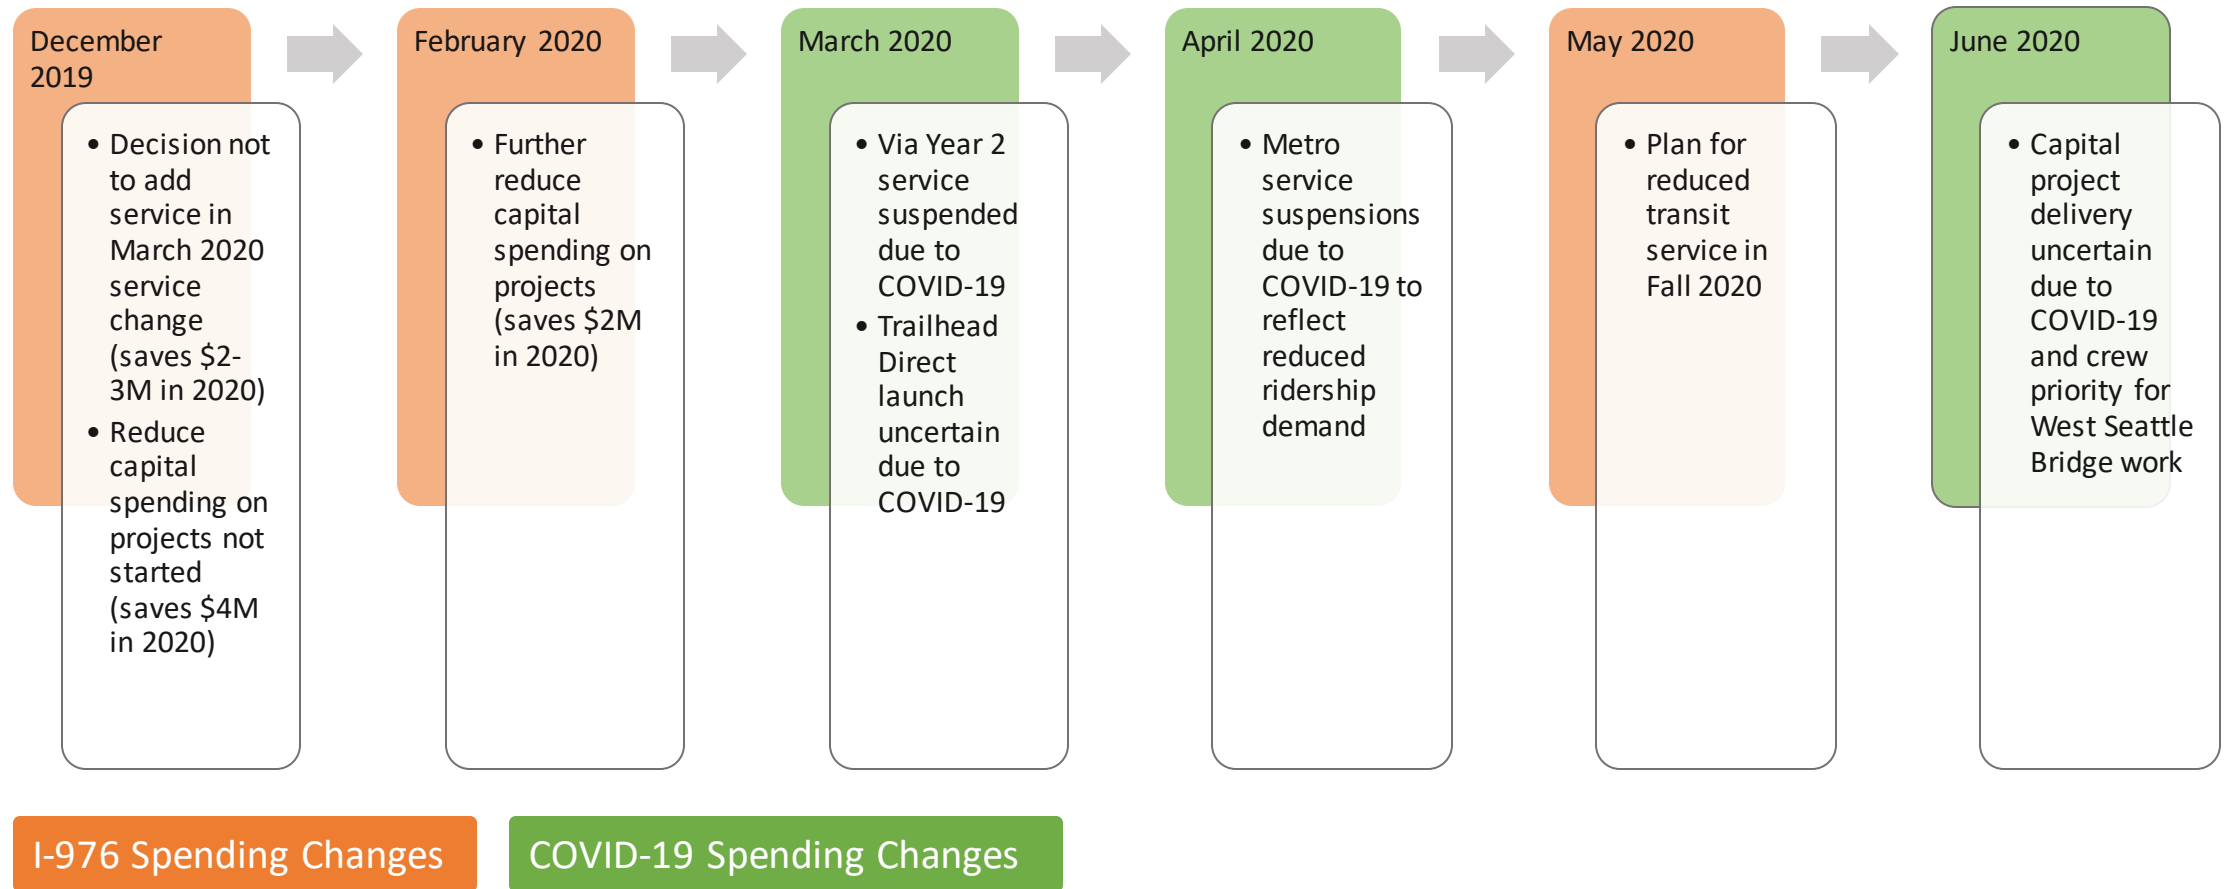 December
2019
• Decision not
to add
service in
March 2020
service
change
(saves $2-
3M in 2020)
• Reduce
capital
spending on
projects not
started
(saves $4M
in 2020)
February 2020
• Further
reduce
capital
spending on
projects
(saves $2M
in 2020)
March 2020
• Via Year 2
service
suspended
due to
COVID-19
• Trailhead
Direct
launch
uncertain
due to
COVID-19
April 2020
• Metro
service
suspensions
due to
COVID-19 to
reflect
reduced
ridership
demand
May 2020
• Plan for
reduced
transit
service in
Fall 2020
June 2020
• Capital
project
delivery
uncertain
due to
COVID-19
and crew
priority for
West Seattle
Bridge work
I-976 Spending Changes
COVID-19 Spending Changes